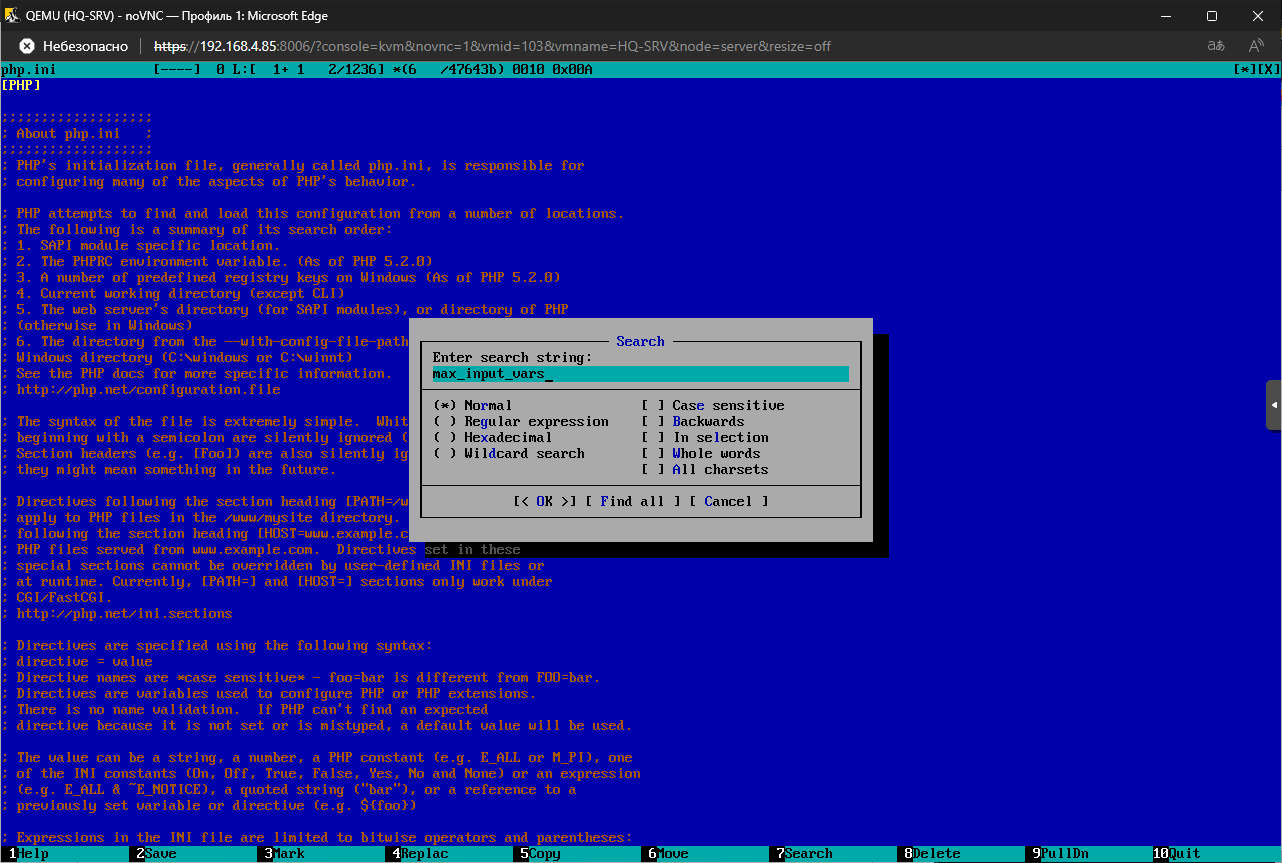 QEMU (HQ-SRV) - noVNC — Профиль 1: Microsoft Edge
Небезопасно
https://192.168.4.85:8006/?console=kvm&novnc=1&vmid=103&vmname=HQ-SRV&node=server&resize=off
php.ini [----] 0 L:[ 1+ 1 2/1236] *(6 /47643b) 0010 0x00A [*][X]
[PHP]
;;;;;;;;;;;;;;;;;;;
; About php.ini ;
;;;;;;;;;;;;;;;;;;;
; PHP's initialization file, generally called php.ini, is responsible for
; configuring many of the aspects of PHP's behavior.
; PHP attempts to find and load this configuration from a number of locations.
; The following is a summary of its search order:
; 1. SAPI module specific location.
; 2. The PHPRC environment variable. (As of PHP 5.2.0)
; 3. A number of predefined registry keys on Windows (As of PHP 5.2.0)
; 4. Current working directory (except CLI)
; 5. The web server's directory (for SAPI modules), or directory of PHP
; (otherwise in Windows)
; 6. The directory from the --with-config-file-path
; Windows directory (C:\windows or C:\winnt)
; See the PHP docs for more specific information.
; http://php.net/configuration.file
; The syntax of the file is extremely simple. Whit
; beginning with a semicolon are silently ignored (
; Section headers (e.g. [Foo]) are also silently ig
; they might mean something in the future.
; Directives following the section heading [PATH=/w
; apply to PHP files in the /www/mysite directory.
; following the section heading [HOST=www.example.c
; PHP files served from www.example.com. Directives set in these
; special sections cannot be overridden by user-defined INI files or
; at runtime. Currently, [PATH=] and [HOST=] sections only work under
; CGI/FastCGI.
; http://php.net/ini.sections
; Directives are specified using the following syntax:
; directive = value
; Directive names are *case sensitive* - foo=bar is different from FOO=bar.
; Directives are variables used to configure PHP or PHP extensions.
; There is no name validation. If PHP can't find an expected
; directive because it is not set or is mistyped, a default value will be used.
; The value can be a string, a number, a PHP constant (e.g. E_ALL or M_PI), one
; of the INI constants (On, Off, True, False, Yes, No and None) or an expression
; (e.g. E_ALL & ~E_NOTICE), a quoted string ("bar"), or a reference to a
; previously set variable or directive (e.g. ${foo})
; Expressions in the INI file are limited to bitwise operators and parentheses:
Search
Enter search string:
max_input_vars_
(*) Normal [ ] Case sensitive
( ) Regular expression [ ] Backwards
( ) Hexadecimal [ ] In selection
( ) Wildcard search [ ] Whole words
[ ] All charsets
[< OK >] [ Find all ] [ Cancel ]
1Help 2Save 3Mark 4Replac 5Copy 6Move 7Search 8Delete 9PullDn 10Quit